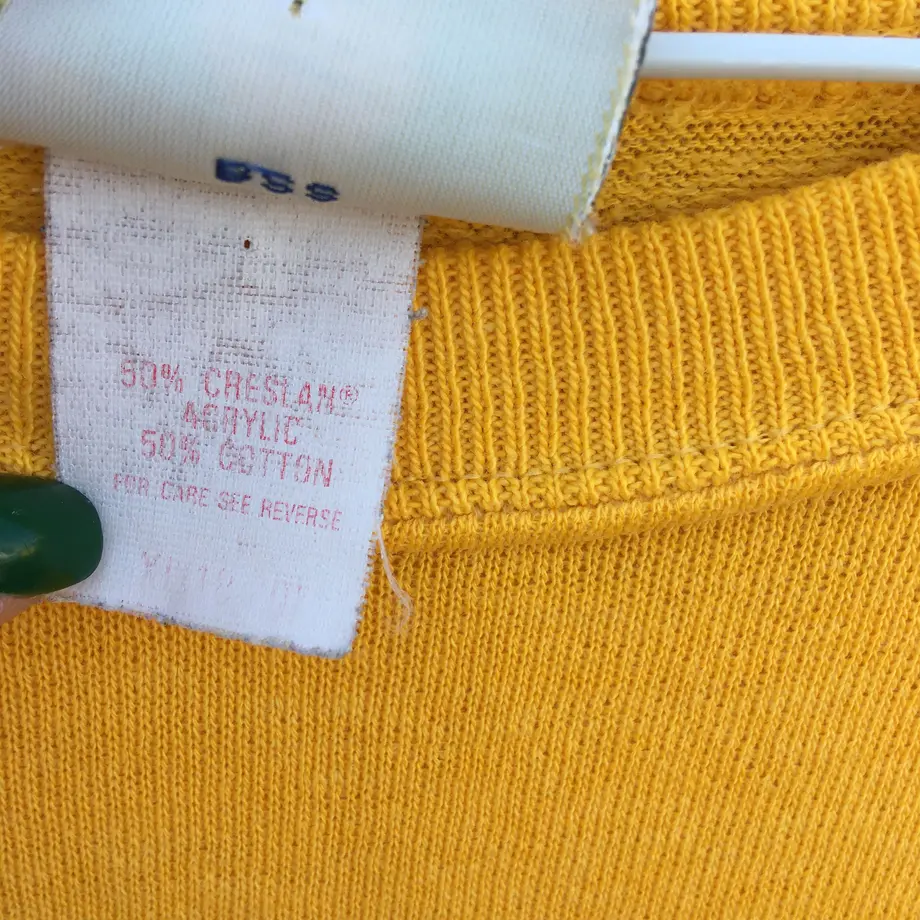 50% CRESLAN®
ACRYLIC
50% COTTON
FOR CARE SEE REVERSE